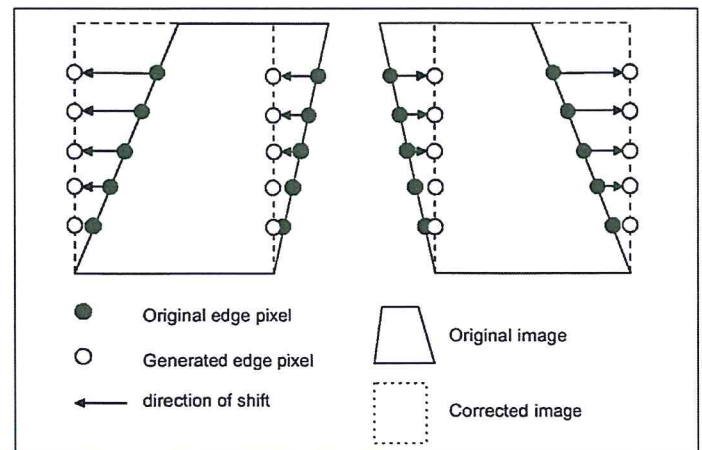 Original edge pixel
Generated edge pixel
direction of shift
Original image
Corrected image